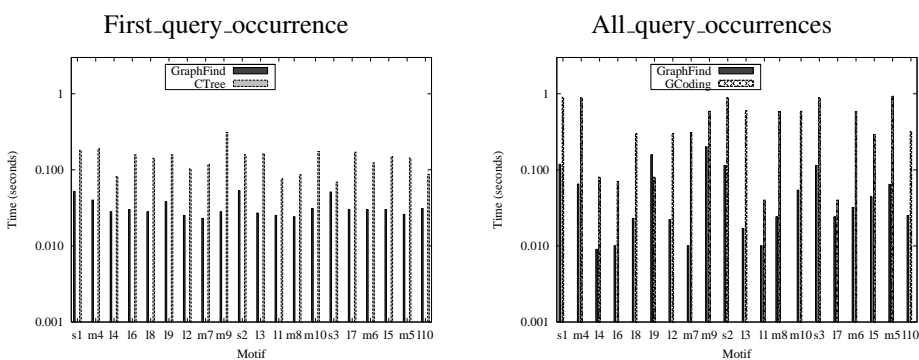 First_query_occurrence
GraphFind
CTree
1
0.100
0.010
0.001
Time (seconds)
s1 m4 l4 l6 l8 l9 l2 m7 m9 s2 l3 l1 m8 m10 s3 l7 m6 l5 m5 l10
Motif
All_query_occurrences
GraphFind
GCoding
1
0.100
0.010
0.001
Time (seconds)
s1 m4 l4 l6 l8 l9 l2 m7 m9 s2 l3 l1 m8 m10 s3 l7 m6 l5 m5 l10
Motif